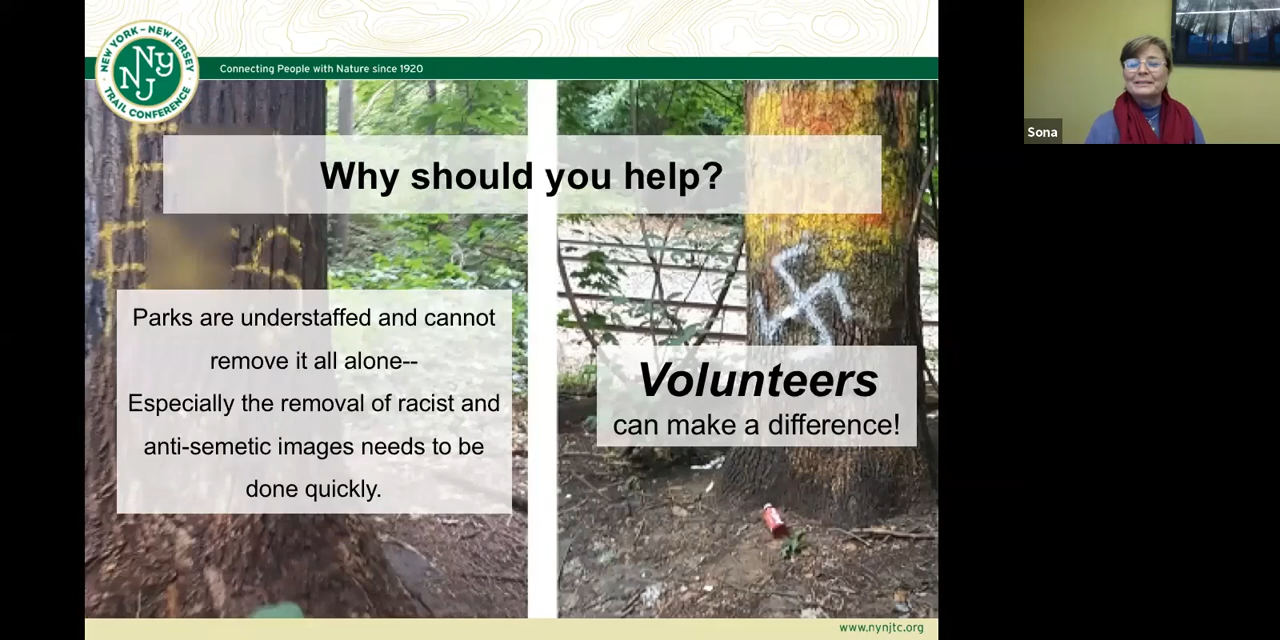 NEW YORK – NEW JERSEY
NY
NJ
TRAIL CONFERENCE
Connecting People with Nature since 1920
Sona
Why should you help?
Parks are understaffed and cannot
remove it all alone--
Especially the removal of racist and
anti-semetic images needs to be
done quickly.
Volunteers
can make a difference!
www.nynjtc.org